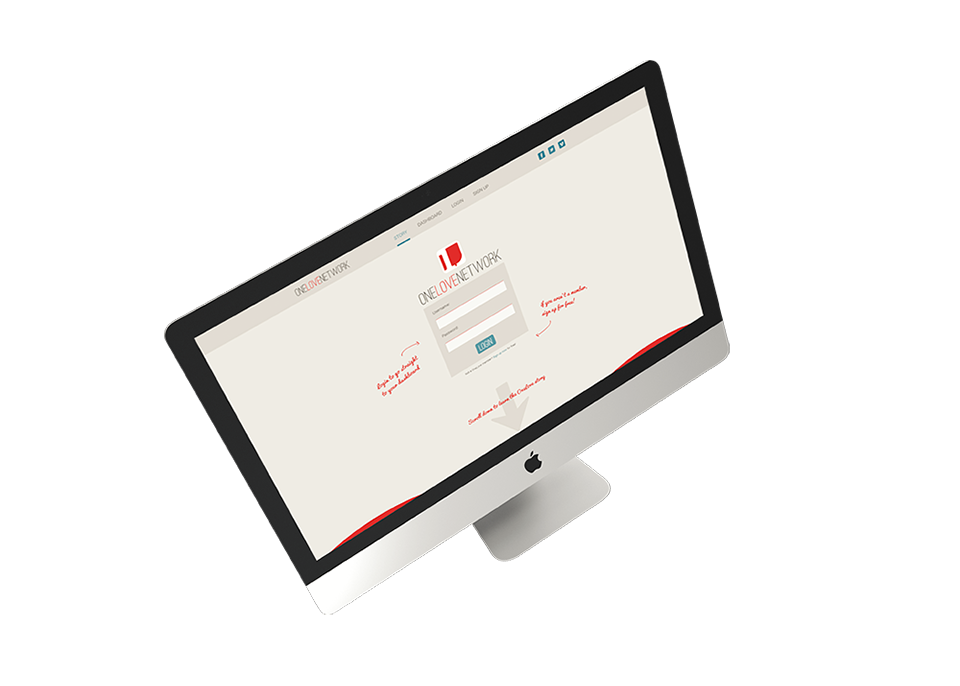 ONELOVENETWORK
STORY
DASHBOARD
LOGIN
SIGN UP
ONELOVENETWORK
Username:
Password:
LOGIN
Login to go straight
to your dashboard
If you aren't a member,
sign up for free!
Scroll down to learn the OneLove story